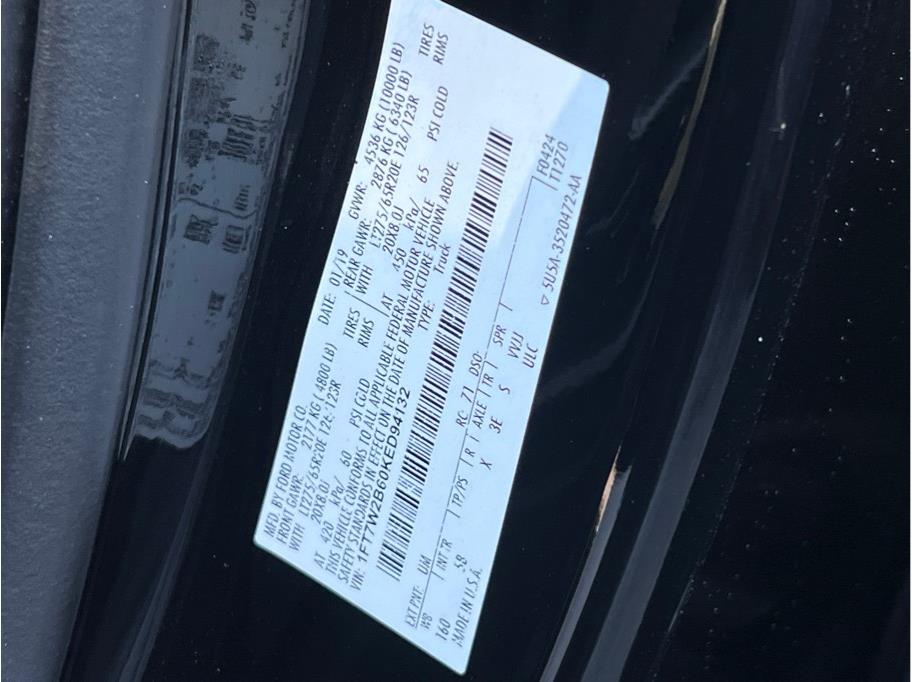 MFD. BY FORD MOTOR CO.
DATE: 01/19 GVWR: 4536 KG (10000 LB)
FRONT GAWR: 2177 KG ( 4800 LB) REAR GAWR: 2876 KG ( 6340 LB)
WITH LT275/65R20E 126/123R TIRES WITH LT275/65R20E 126/123R TIRES
20X8.0J RIMS 20X8.0J RIMS
AT 420 kPa/ 60 PSI COLD AT 450 kPa/ 65 PSI COLD
THIS VEHICLE CONFORMS TO ALL APPLICABLE FEDERAL MOTOR VEHICLE
SAFETY STANDARDS IN EFFECT ON THE DATE OF MANUFACTURE SHOWN ABOVE.
VIN: 1FT7W2B60KED94132 TYPE: Truck
EXT PNT: UM RC: 71 DSO: F0424
WB INT TR TP/PS R AXLE TR SPR T1270
160 X 3E S VVJJ
MADE IN U.S.A. ULC
▽ 5U5A-3520472-AA